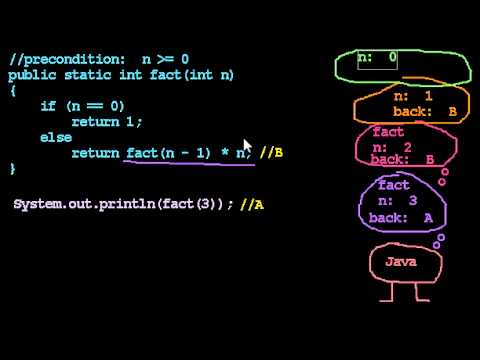 //precondition:  n >= 0
public static int fact(int n)
{
    if (n == 0)
        return 1;
    else
        return fact(n - 1) * n; //B
}
System.out.println(fact(3)); //A
n:  0
n:  1
back:  B
fact
n:  2
back:  B
fact
n:  3
back:  A
Java